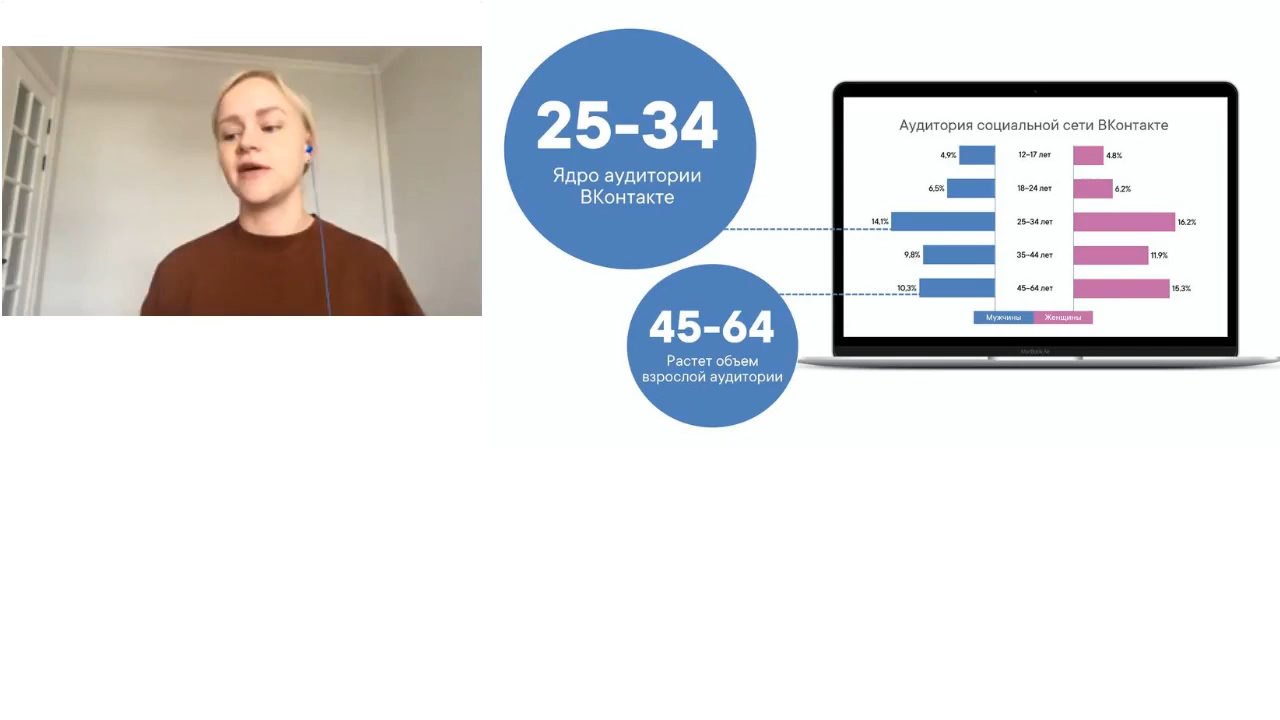 25-34
Ядро аудитории
ВКонтакте
45-64
Растет объем
взрослой аудитории
Аудитория социальной сети ВКонтакте
4,9% 12–17 лет 4.8%
6,5% 18–24 лет 6.2%
14,1% 25–34 лет 16.2%
9,8% 35–44 лет 11.9%
10,3% 45–64 лет 15.3%
Мужчины Женщины
MacBook Air